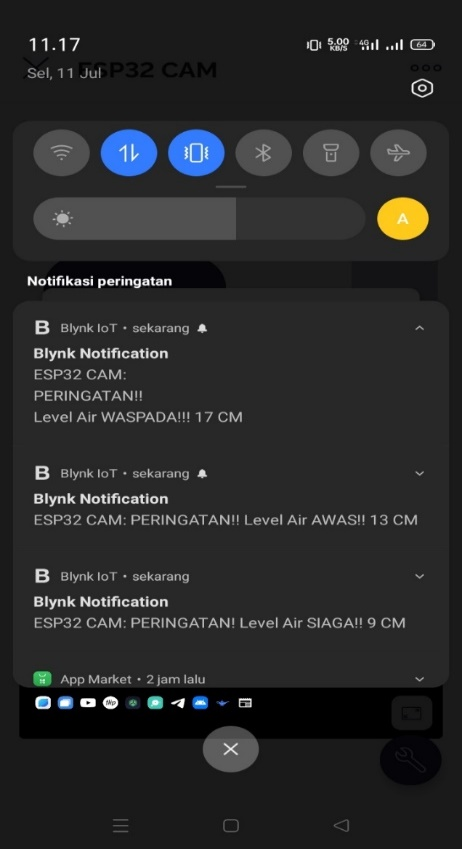 11.17
5.00
KB/S
4G
64
Sel, 11 Jul
ESP32 CAM
A
Notifikasi peringatan
B Blynk IoT • sekarang
Blynk Notification
ESP32 CAM:
PERINGATAN!!
Level Air WASPADA!!! 17 CM
B Blynk IoT • sekarang
Blynk Notification
ESP32 CAM: PERINGATAN!! Level Air AWAS!! 13 CM
B Blynk IoT • sekarang
Blynk Notification
ESP32 CAM: PERINGATAN! Level Air SIAGA!! 9 CM
App Market • 2 jam lalu